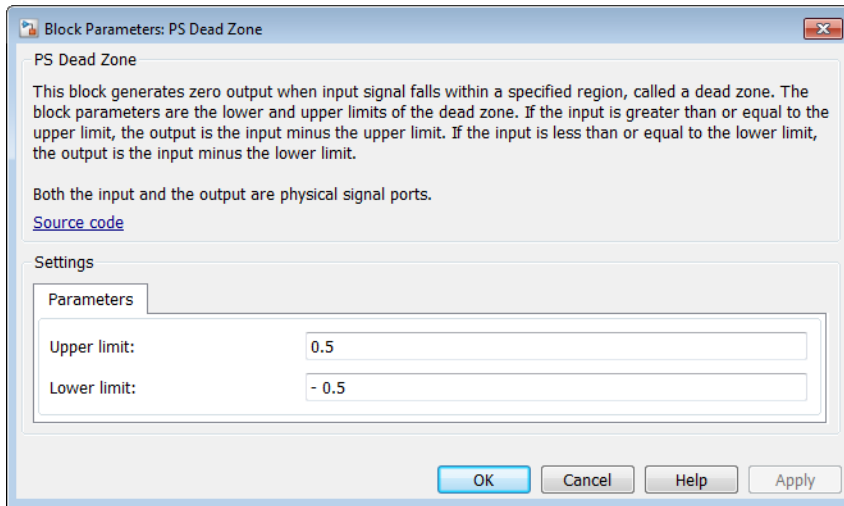 Block Parameters: PS Dead Zone
PS Dead Zone
This block generates zero output when input signal falls within a specified region, called a dead zone. The
block parameters are the lower and upper limits of the dead zone. If the input is greater than or equal to the
upper limit, the output is the input minus the upper limit. If the input is less than or equal to the lower limit,
the output is the input minus the lower limit.
Both the input and the output are physical signal ports.
Source code
Settings
Parameters
Upper limit: 0.5
Lower limit: - 0.5
OK Cancel Help Apply